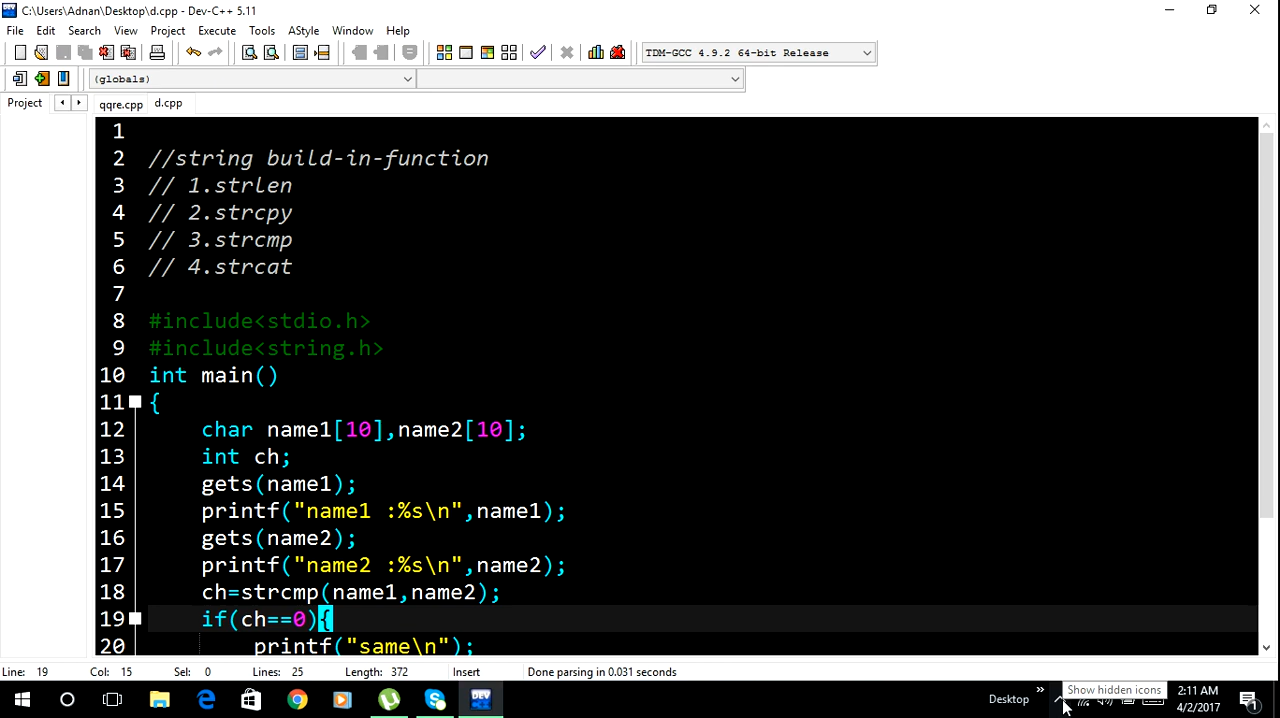 C:\Users\Adnan\Desktop\d.cpp - Dev-C++ 5.11
File Edit Search View Project Execute Tools AStyle Window Help
TDM-GCC 4.9.2 64-bit Release
(globals)
Project qqre.cpp d.cpp
1
2 //string build-in-function
3 // 1.strlen
4 // 2.strcpy
5 // 3.strcmp
6 // 4.strcat
7
8 #include<stdio.h>
9 #include<string.h>
10 int main()
11 {
12 char name1[10],name2[10];
13 int ch;
14 gets(name1);
15 printf("name1 :%s\n",name1);
16 gets(name2);
17 printf("name2 :%s\n",name2);
18 ch=strcmp(name1,name2);
19 if(ch==0){
20 printf("same\n");
Line: 19 Col: 15 Sel: 0 Lines: 25 Length: 372 Insert Done parsing in 0.031 seconds
Show hidden icons
Desktop
2:11 AM
4/2/2017
1